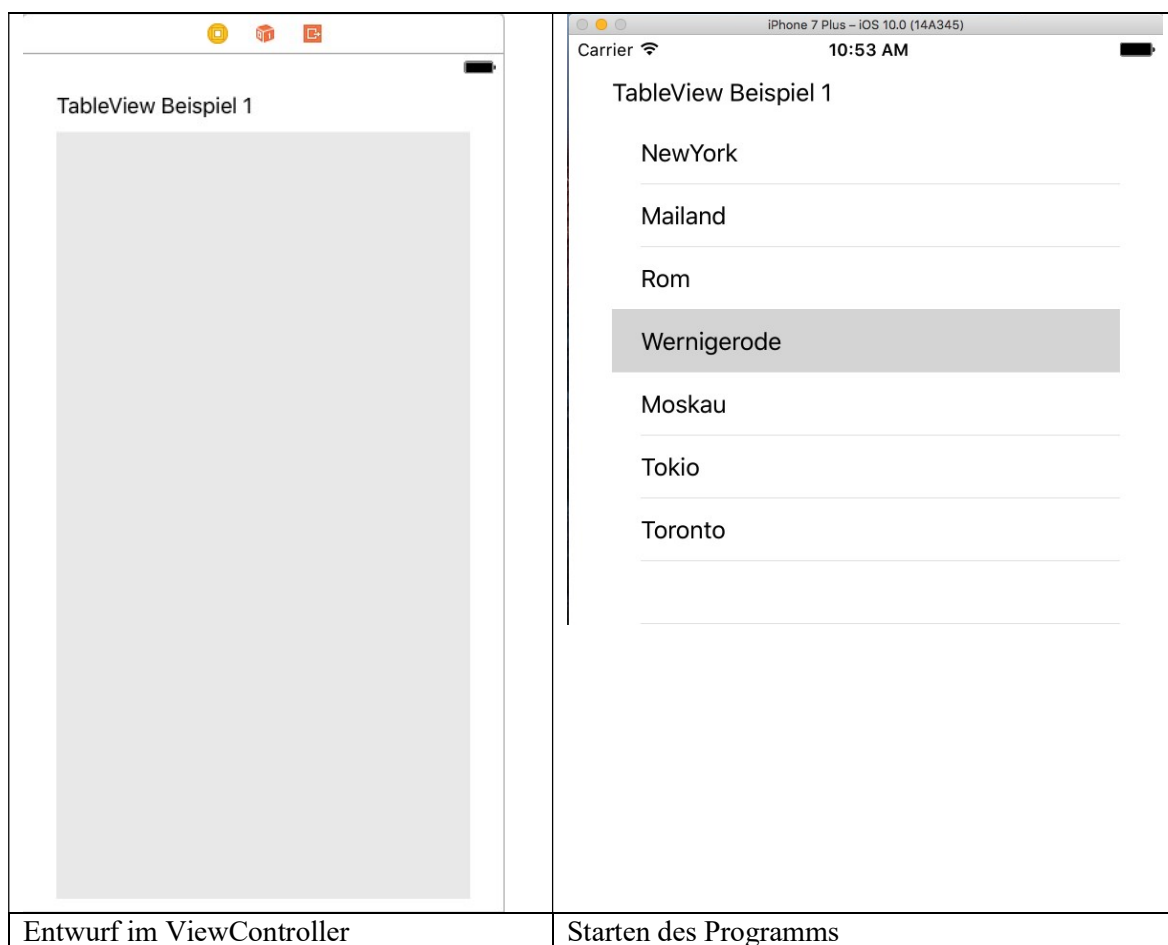 TableView Beispiel 1
Entwurf im ViewController
iPhone 7 Plus – iOS 10.0 (14A345)
Carrier 10:53 AM
TableView Beispiel 1
NewYork
Mailand
Rom
Wernigerode
Moskau
Tokio
Toronto
Starten des Programms